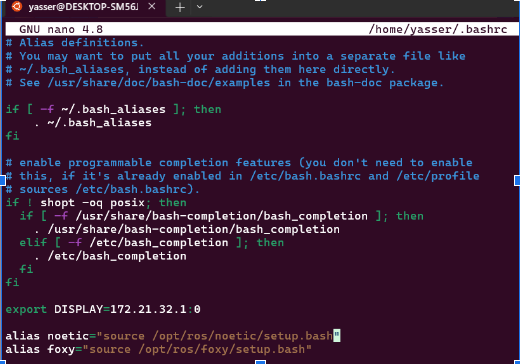 yasser@DESKTOP-SM56J
GNU nano 4.8 /home/yasser/.bashrc
# Alias definitions.
# You may want to put all your additions into a separate file like
# ~/.bash_aliases, instead of adding them here directly.
# See /usr/share/doc/bash-doc/examples in the bash-doc package.
if [ -f ~/.bash_aliases ]; then
. ~/.bash_aliases
fi
# enable programmable completion features (you don't need to enable
# this, if it's already enabled in /etc/bash.bashrc and /etc/profile
# sources /etc/bash.bashrc).
if ! shopt -oq posix; then
if [ -f /usr/share/bash-completion/bash_completion ]; then
. /usr/share/bash-completion/bash_completion
elif [ -f /etc/bash_completion ]; then
. /etc/bash_completion
fi
fi
export DISPLAY=172.21.32.1:0
alias noetic="source /opt/ros/noetic/setup.bash"
alias foxy="source /opt/ros/foxy/setup.bash"